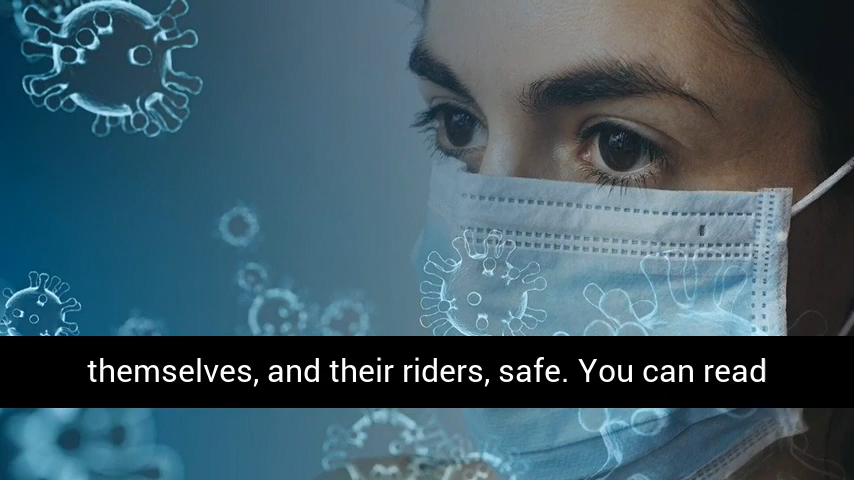 themselves, and their riders, safe. You can read